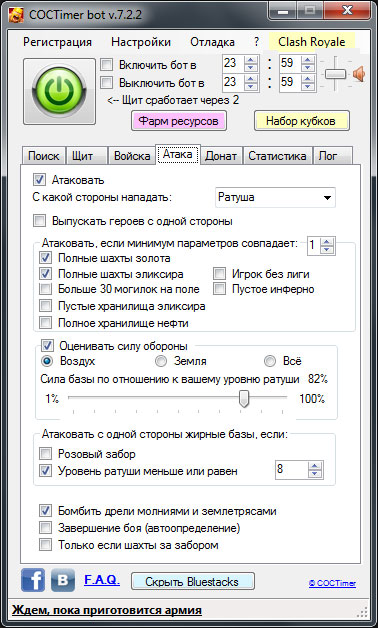 COCTimer bot v.7.2.2
Регистрация Настройки Отладка ? Clash Royale
Включить бот в 23 : 59
Выключить бот в 23 : 59
<-- Щит сработает через 2
Фарм ресурсов Набор кубков
Поиск Щит Войска Атака Донат Статистика Лог
Атаковать
С какой стороны нападать: Ратуша
Выпускать героев с одной стороны
Атаковать, если минимум параметров совпадает: 1
Полные шахты золота
Полные шахты эликсира Игрок без лиги
Больше 30 могилок на поле Пустое инферно
Пустые хранилища эликсира
Полное хранилище нефти
Оценивать силу обороны
Воздух Земля Всё
Сила базы по отношению к вашему уровню ратуши 82%
1% 100%
Атаковать с одной стороны жирные базы, если:
Розовый забор
Уровень ратуши меньше или равен 8
Бомбить дрели молниями и землетрясами
Завершение боя (автоопределение)
Только если шахты за забором
f B F.A.Q. Скрыть Bluestacks © COCTimer
Ждем, пока приготовится армия